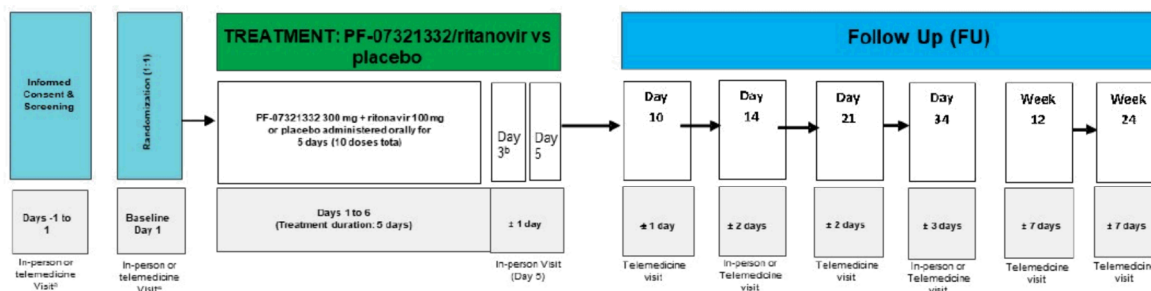 TREATMENT: PF-07321332/ritanovir vs
placebo
Follow Up (FU)
Informed
Consent &
Screening
Randomization (1:1)
PF-07321332 300 mg + ritonavir 100mg
or placebo administered orally for
5 days (10 doses total)
Day
3b
Day
5
Day
10
Day
14
Day
21
Day
34
Week
12
Week
24
Days -1 to
1
Baseline
Day 1
Days 1 to 6
(Treatment duration: 5 days)
± 1 day
± 1 day
± 2 days
± 2 days
± 3 days
± 7 days
± 7 days
In-person or
telemedicine
Visitª
In-person or
telemedicine
Visitª
In-person Visit
(Day 5)
Telemedicine
visit
In-person or
Telemedicine
visit
Telemedicine
visit
In-person or
Telemedicine
visit
Telemedicine
visit
Telemedicine
visit